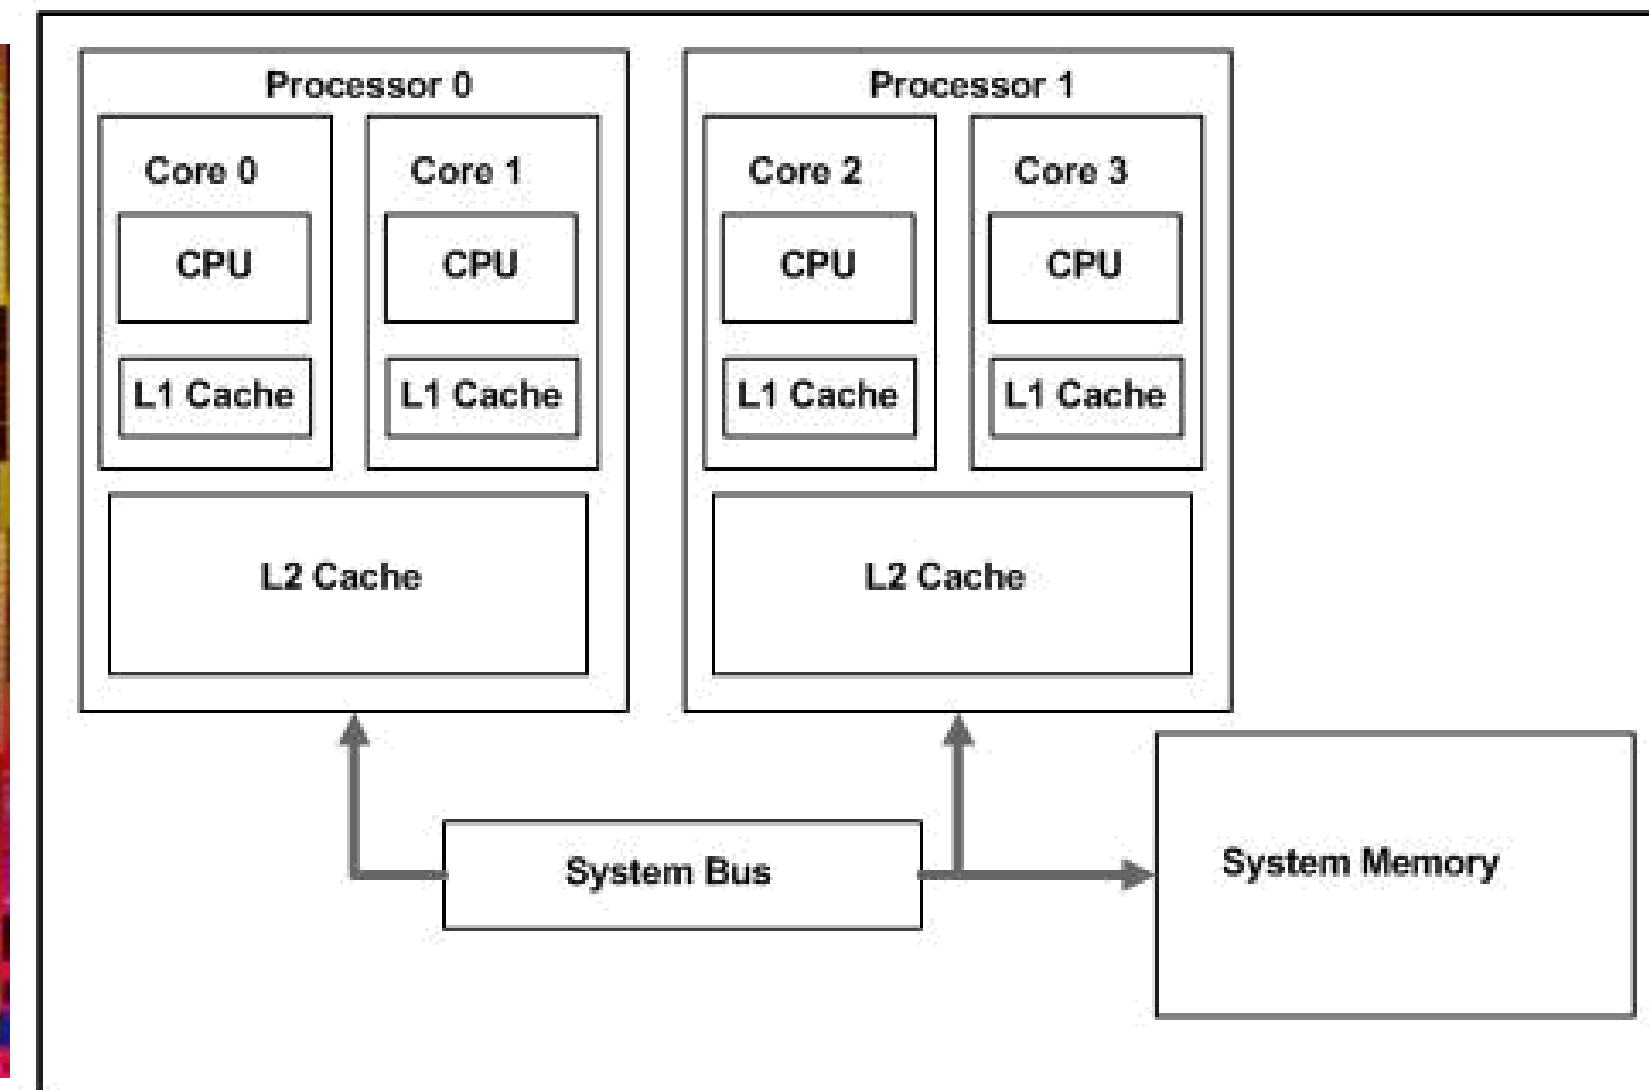 Processor 0
Core 0
CPU
L1 Cache
Core 1
CPU
L1 Cache
L2 Cache
Processor 1
Core 2
CPU
L1 Cache
Core 3
CPU
L1 Cache
L2 Cache
System Bus
System Memory